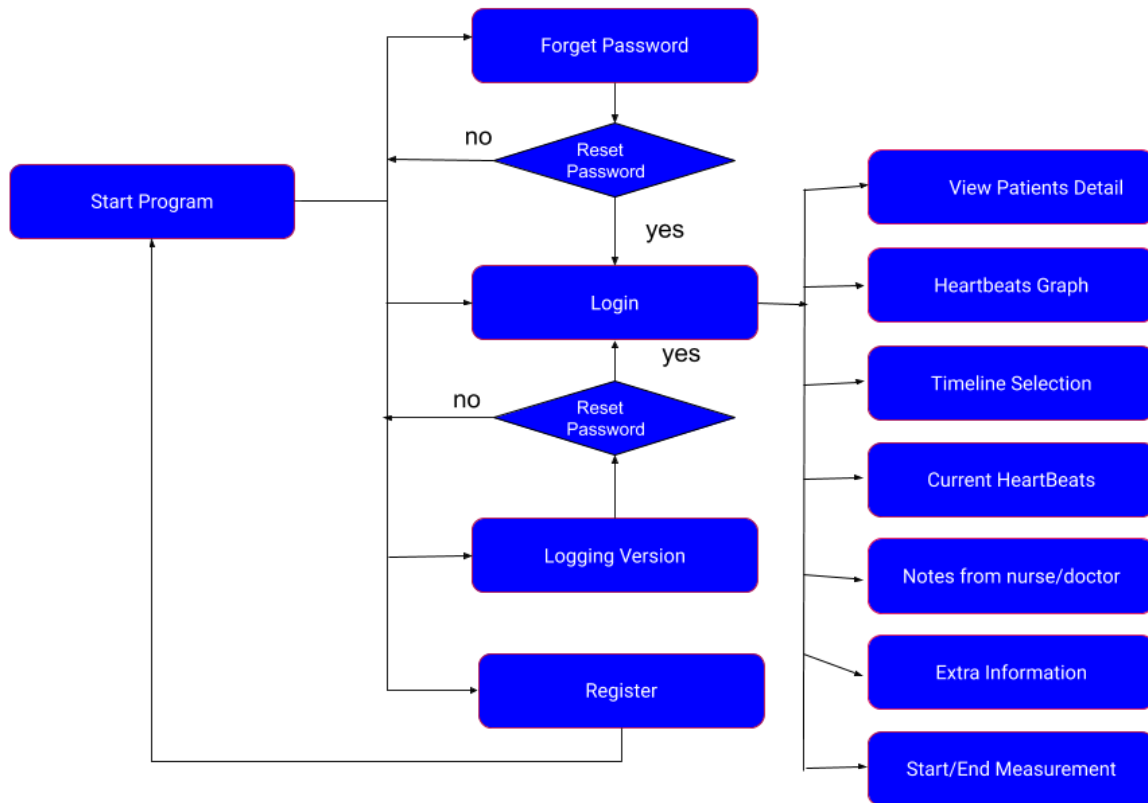 Forget Password
no
Reset
Password
Start Program
View Patients Detail
yes
Heartbeats Graph
Login
yes
Timeline Selection
no
Reset
Password
Current HeartBeats
Logging Version
Notes from nurse/doctor
Extra Information
Register
Start/End Measurement